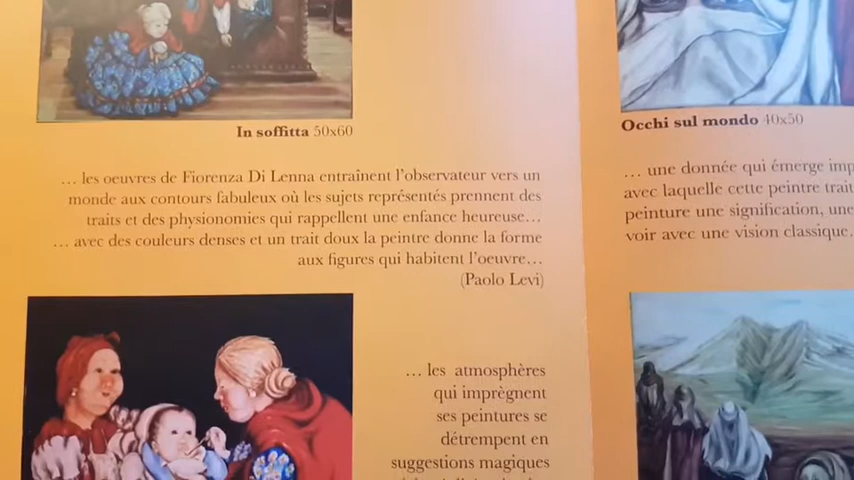 In soffitta 50x60
… les oeuvres de Fiorenza Di Lenna entraînent l'observateur vers un
monde aux contours fabuleux où les sujets représentés prennent des
traits et des physionomies qui rappellent une enfance heureuse…
… avec des couleurs denses et un trait doux la peintre donne la forme
aux figures qui habitent l'oeuvre…
(Paolo Levi)
… les atmosphères
qui imprègnent
ses peintures se
détrempent en
suggestions magiques
Occhi sul mondo 40x50
… une donnée qui émerge
avec laquelle cette peintre
peinture une signification, une
voir avec une vision classique